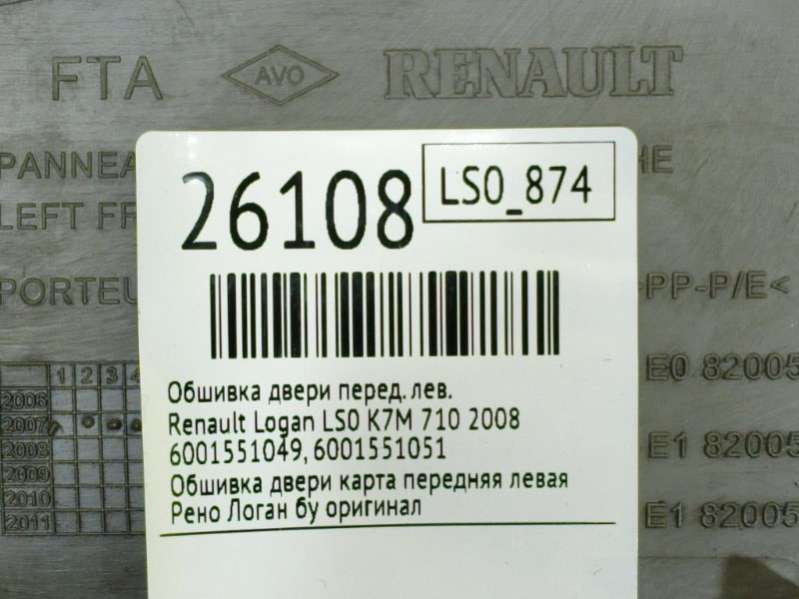 FTA AVO RENAULT
PANNEA HE
LEFT FR
PORTEU -PP-P/E<
26108 LS0_874
Обшивка двери перед. лев.
Renault Logan LS0 K7M 710 2008
6001551049, 6001551051
Обшивка двери карта передняя левая
Рено Логан бу оригинал
1 2 3 4
2006
2007
2008
2009
2010
2011
E0 82005
E1 82005
E1 82005